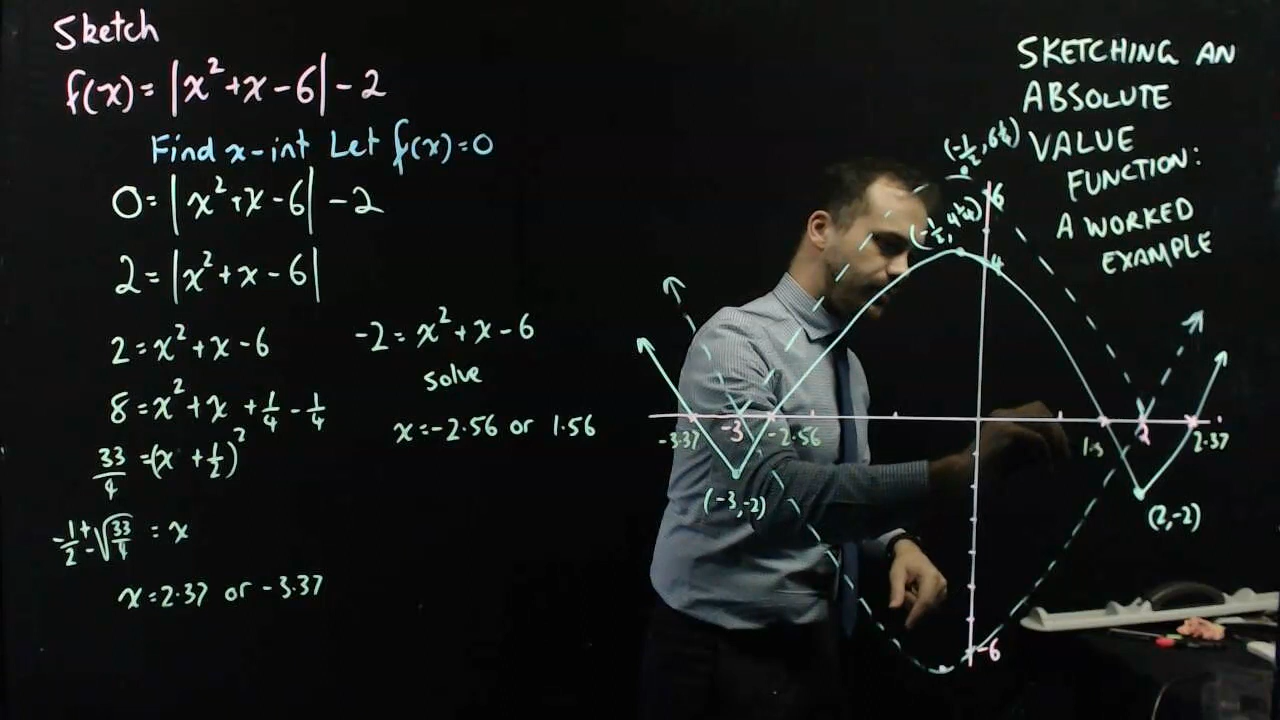 Sketch
f(x) = |x² + x - 6| - 2
Find x-int Let f(x) = 0
0 = |x² + x - 6| - 2
2 = |x² + x - 6|
2 = x² + x - 6
8 = x² + x + 1/4 - 1/4
33/4 = (x + 1/2)²
-1/2 ± √33/4 = x
x = 2.37 or -3.37
-2 = x² + x - 6
solve
x = -2.56 or 1.56
SKETCHING AN
ABSOLUTE
VALUE
FUNCTION:
A WORKED
EXAMPLE
(-1/2, 6 1/4)
6
(-1/2, 4 1/4)
4
-3.37
-3
-2.56
1.5
2
2.37
(-3, -2)
(2, -2)
-6